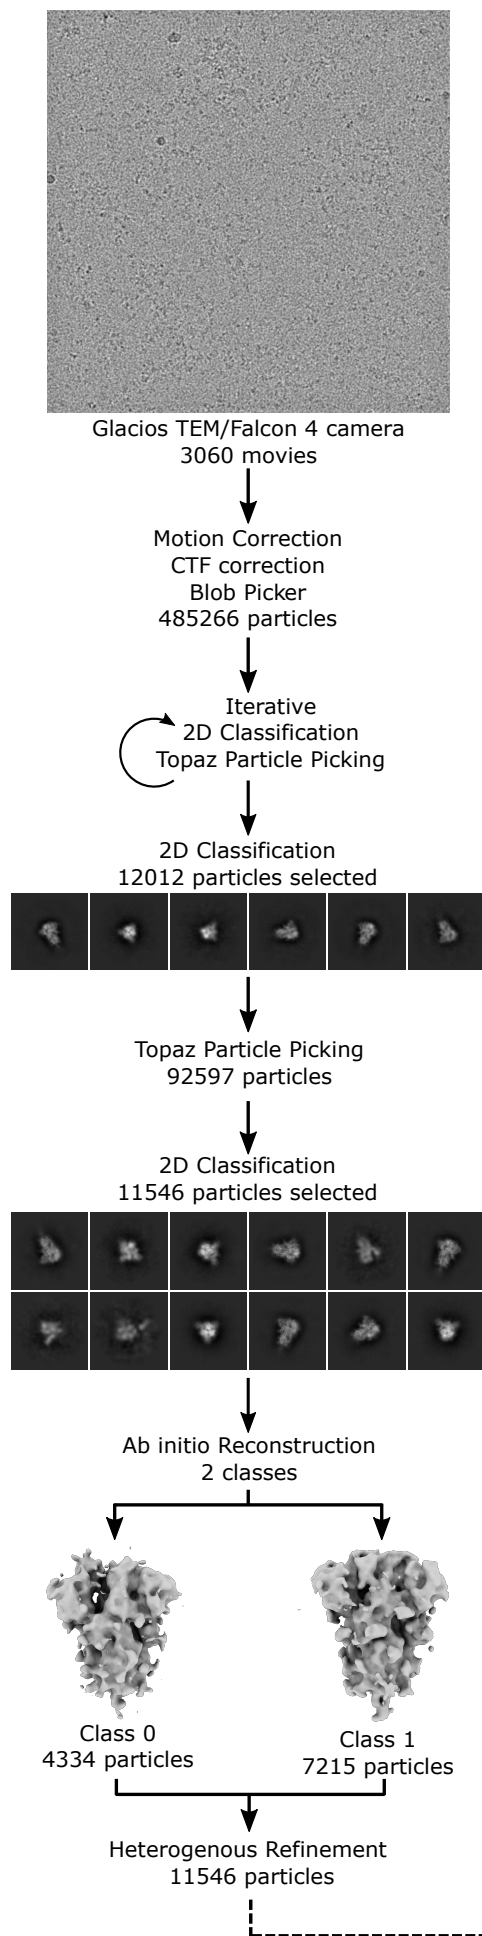 Glacios TEM/Falcon 4 camera
3060 movies
Motion Correction
CTF correction
Blob Picker
485266 particles
Iterative
2D Classification
Topaz Particle Picking
2D Classification
12012 particles selected
Topaz Particle Picking
92597 particles
2D Classification
11546 particles selected
Ab initio Reconstruction
2 classes
Class 0
4334 particles
Class 1
7215 particles
Heterogenous Refinement
11546 particles